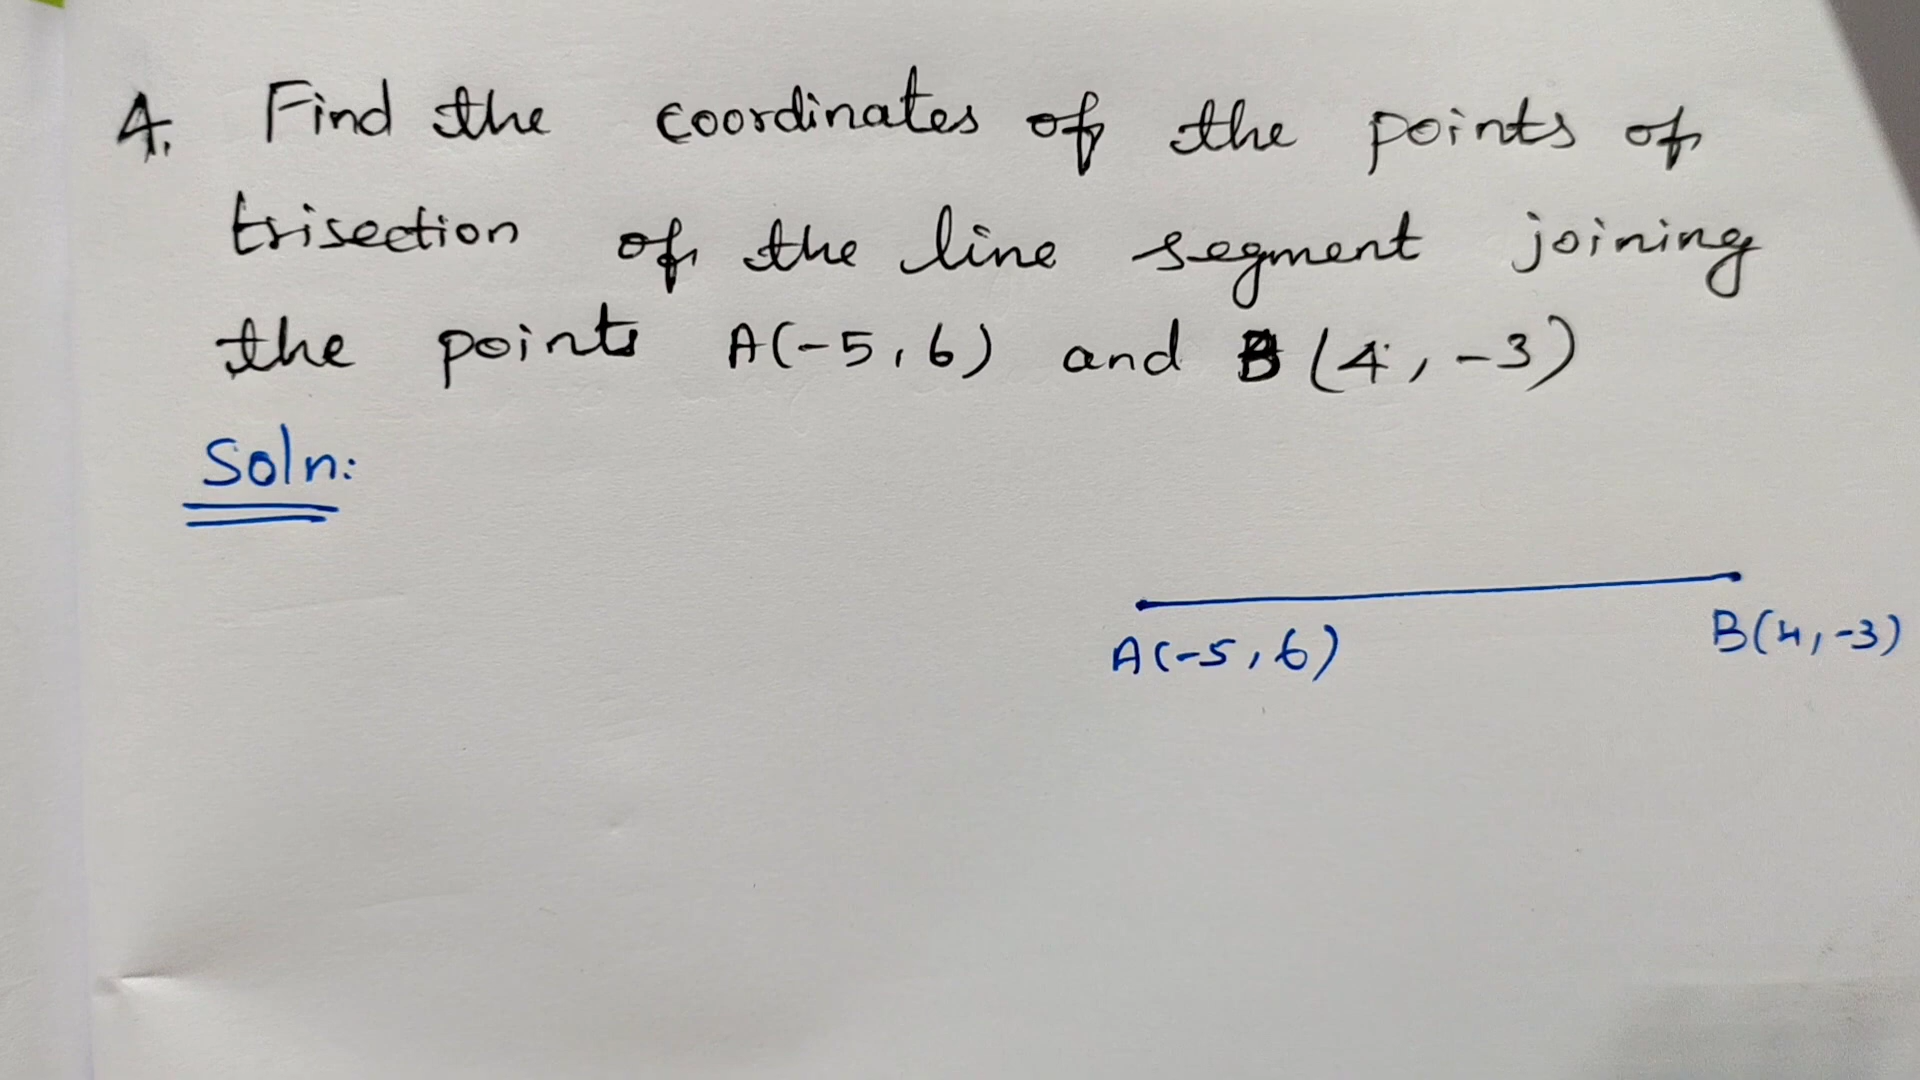 4. Find the coordinates of the points of
trisection of the line segment joining
the points A(-5,6) and B(4,-3)
Soln:
A(-5,6)
B(4,-3)